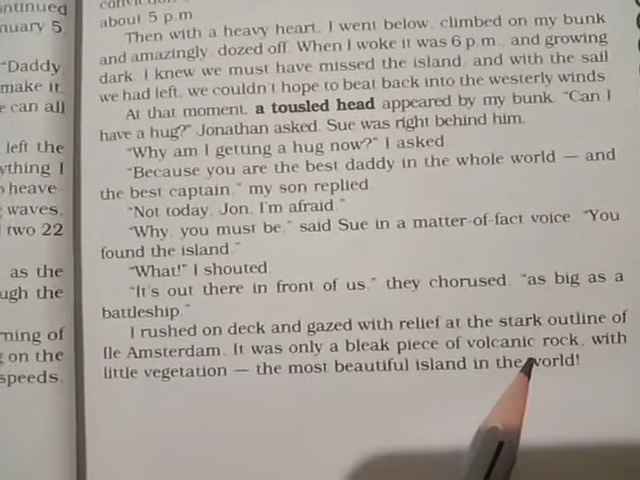 ntinued
nuary 5
"Daddy
make it
e can all
left the
ything I
heave-
waves.
two 22
as the
ugh the
ning of
on the
speeds.
about 5 p.m.
Then with a heavy heart, I went below, climbed on my bunk
and amazingly, dozed off. When I woke it was 6 p.m., and growing
dark. I knew we must have missed the island, and with the sail
we had left, we couldn't hope to beat back into the westerly winds.
At that moment, a tousled head appeared by my bunk. "Can I
have a hug?" Jonathan asked. Sue was right behind him.
"Why am I getting a hug now?" I asked.
"Because you are the best daddy in the whole world — and
the best captain," my son replied.
"Not today, Jon, I'm afraid."
"Why, you must be," said Sue in a matter-of-fact voice. "You
found the island."
"What!" I shouted.
"It's out there in front of us," they chorused, "as big as a
battleship."
I rushed on deck and gazed with relief at the stark outline of
Ile Amsterdam. It was only a bleak piece of volcanic rock, with
little vegetation — the most beautiful island in the world!